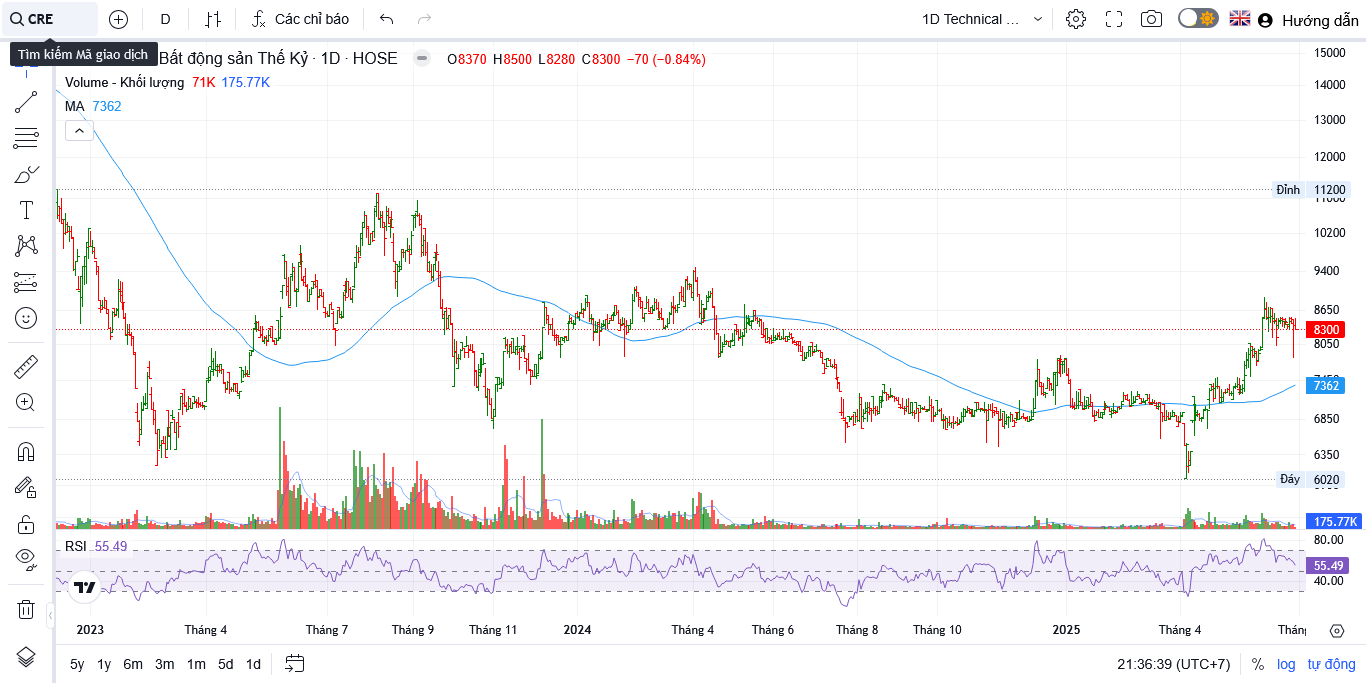 CRE D Các chỉ báo 1D Technical ... Hướng dẫn
Tìm kiếm Mã giao dịch
Bất động sản Thế Kỷ · 1D · HOSE O8370 H8500 L8280 C8300 −70 (−0.84%)
Volume - Khối lượng 71K 175.77K
MA 7362
15000
14000
13000
12000
Đỉnh 11200
11000
10200
9400
8650
8300
8050
7362
6850
6350
Đáy 6020
175.77K
RSI 55.49
80.00
55.49
40.00
2023 Tháng 4 Tháng 7 Tháng 9 Tháng 11 2024 Tháng 4 Tháng 6 Tháng 8 Tháng 10 2025 Tháng 4
5y 1y 6m 3m 1m 5d 1d 21:36:39 (UTC+7) % log tự động